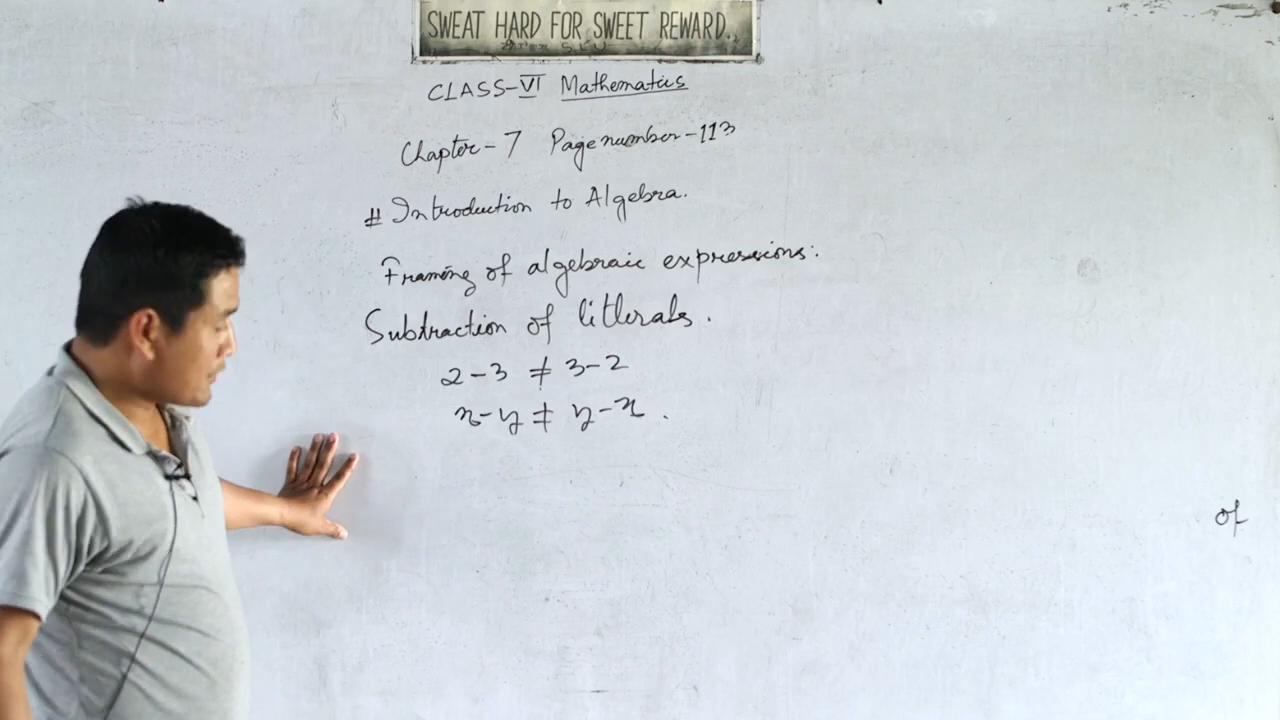 SWEAT HARD FOR SWEET REWARD..
CLASS-VI Mathematics
Chapter-7 Page number-113
# Introduction to Algebra.
Framing of algebraic expressions:
Subtraction of litlerals.
2-3 ≠ 3-2
x-y ≠ y-x.
of